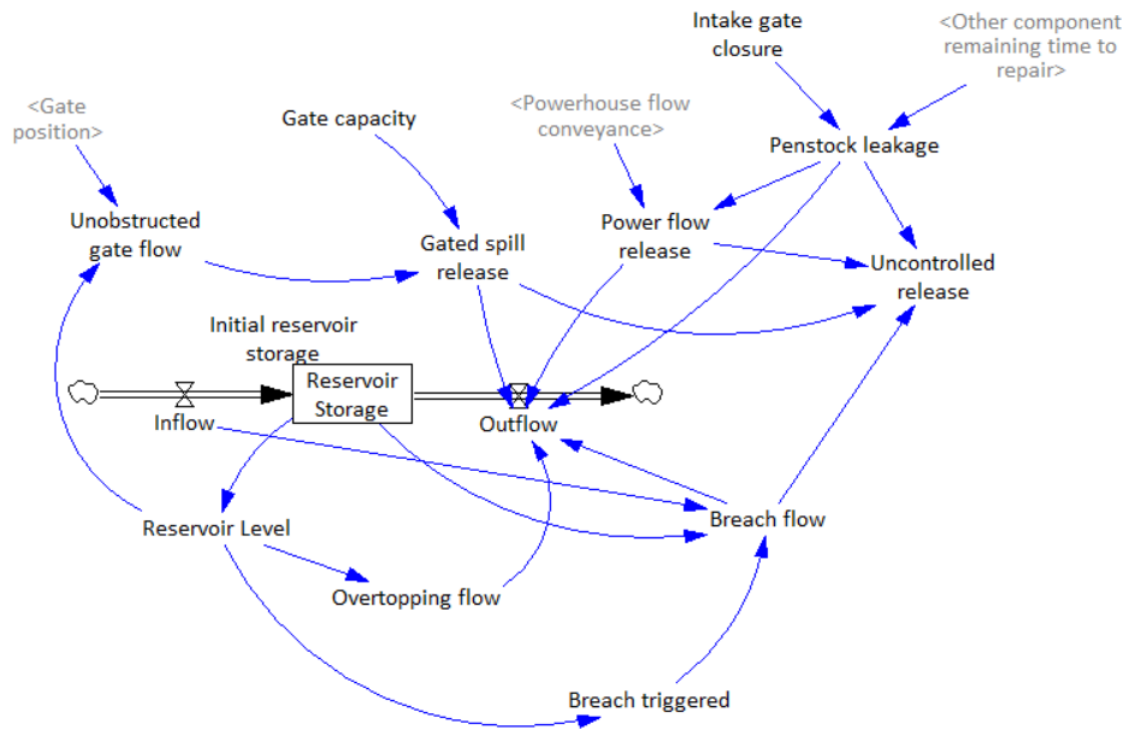 Intake gate
closure
<Other component
remaining time to
repair>
<Gate
position>
Gate capacity
<Powerhouse flow
conveyance>
Penstock leakage
Unobstructed
gate flow
Gated spill
release
Power flow
release
Uncontrolled
release
Initial reservoir
storage
Reservoir
Storage
Inflow
Outflow
Reservoir Level
Breach flow
Overtopping flow
Breach triggered